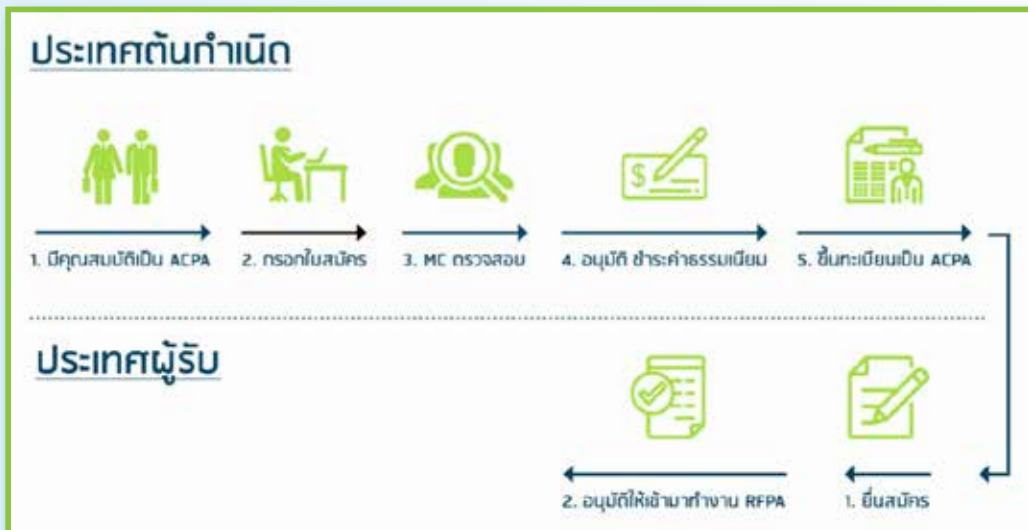 ประเทศต้นกำเนิด
$
1. มีคุณสมบัติเป็น ACPA
2. กรอกใบสมัคร
3. MC ตรวจสอบ
4. อนุมัติ ชำระค่าธรรมเนียม
5. ขึ้นทะเบียนเป็น ACPA
ประเทศผู้รับ
2. อนุมัติให้เข้ามาทำงาน RFPA
1. ยื่นสมัคร